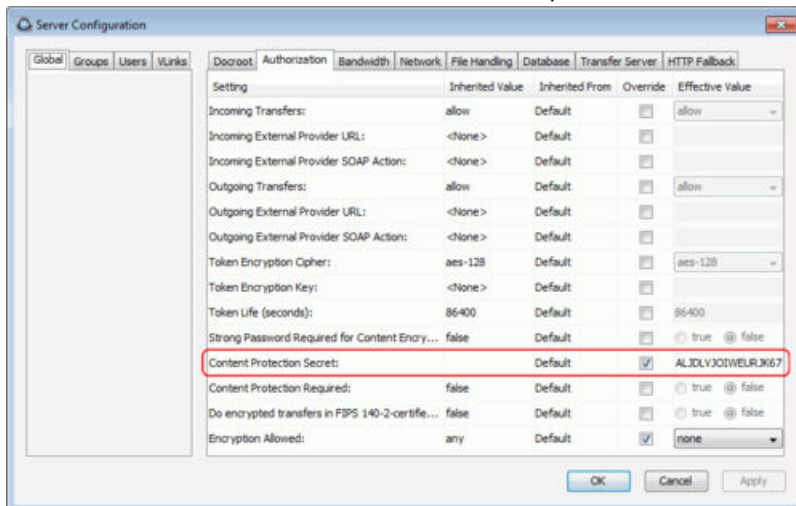 Server Configuration
Global Groups Users VLinks
Docroot Authorization Bandwidth Network File Handling Database Transfer Server HTTP Fallback
Setting Inherited Value Inherited From Override Effective Value
Incoming Transfers: allow Default allow
Incoming External Provider URL: <None> Default
Incoming External Provider SOAP Action: <None> Default
Outgoing Transfers: allow Default allow
Outgoing External Provider URL: <None> Default
Outgoing External Provider SOAP Action: <None> Default
Token Encryption Cipher: aes-128 Default aes-128
Token Encryption Key: <None> Default
Token Life (seconds): 86400 Default 86400
Strong Password Required for Content Encry... false Default true false
Content Protection Secret: Default ALJDLVJOIWEURJK67
Content Protection Required: false Default true false
Do encrypted transfers in FIPS 140-2-certifie... false Default true false
Encryption Allowed: any Default none
OK Cancel Apply